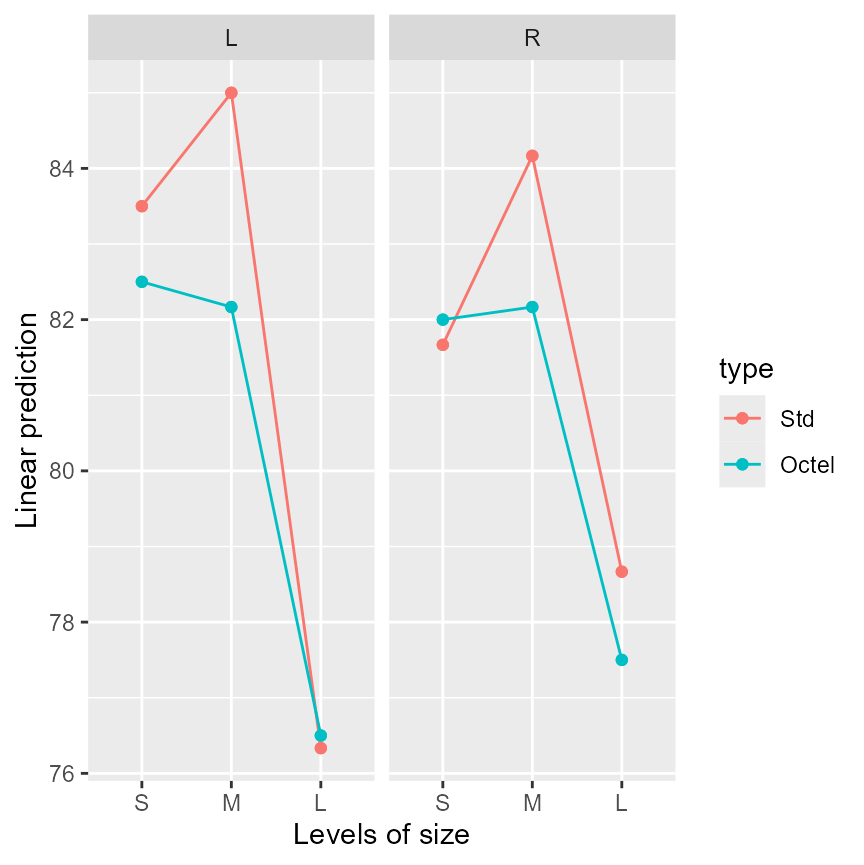 L R
84
82
80
78
76
Linear prediction
S M L S M L
Levels of size
type
Std
Octel